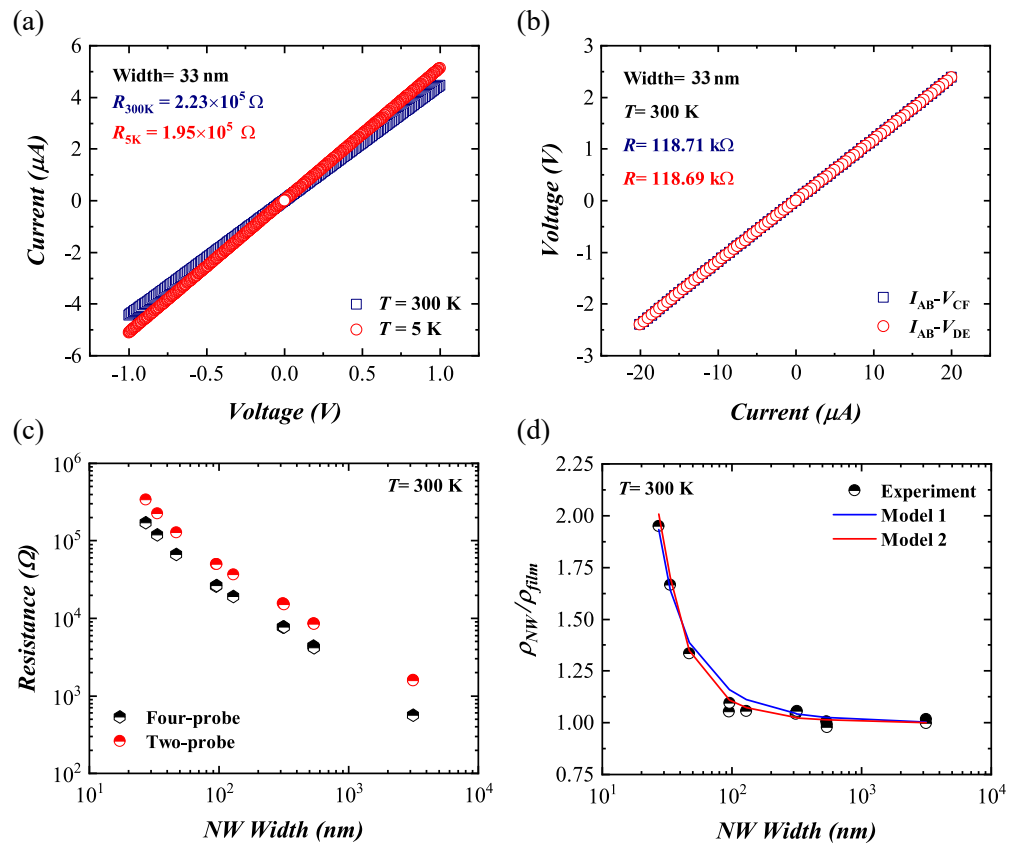 (a)
Width= 33 nm
R300K = 2.23×10^5 Ω
R5K = 1.95×10^5 Ω
T = 300 K
T = 5 K
6
4
2
0
-2
-4
-6
-1.0
-0.5
0.0
0.5
1.0
Current (μA)
Voltage (V)
(b)
Width= 33 nm
T= 300 K
R= 118.71 kΩ
R= 118.69 kΩ
IAB-VCF
IAB-VDE
3
2
1
0
-1
-2
-3
-20
-10
0
10
20
Voltage (V)
Current (μA)
(c)
T= 300 K
Four-probe
Two-probe
10^6
10^5
10^4
10^3
10^2
10^1
10^2
10^3
10^4
Resistance (Ω)
NW Width (nm)
(d)
T= 300 K
Experiment
Model 1
Model 2
2.25
2.00
1.75
1.50
1.25
1.00
0.75
10^1
10^2
10^3
10^4
ρNW/ρfilm
NW Width (nm)